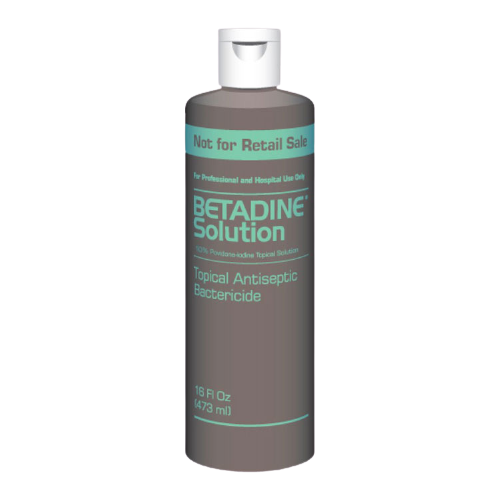 Not for Retail Sale
For Professional and Hospital Use Only
BETADINE
Solution
10% Povidone-iodine Topical Solution
Topical Antiseptic
Bactericide
16 Fl Oz
(473 ml)